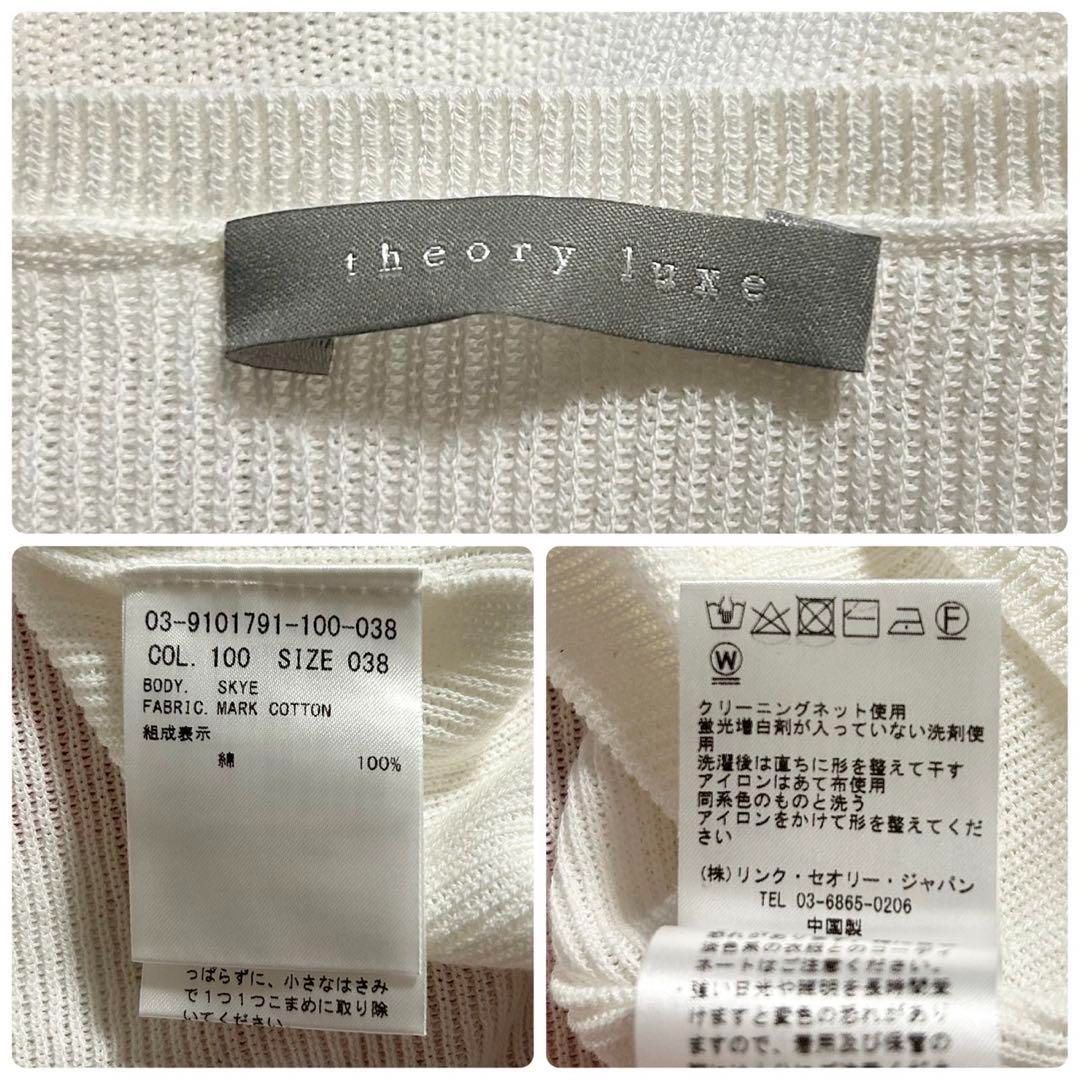 theory luxe
03-9101791-100-038
COL. 100 SIZE 038
BODY. SKYE
FABRIC. MARK COTTON
組成表示
綿 100%
っぱらずに、小さなはさみ
で1つ1つこまめに取り除
いてください
F
W
クリーニングネット使用
蛍光増白剤が入っていない洗剤使
用
洗濯後は直ちに形を整えて干す
アイロンはあて布使用
同系色のものと洗う
アイロンをかけて形を整えてくだ
さい
(株)リンク・セオリー・ジャパン
TEL 03-6865-0206
中国製
ネートはご注意ください。
・強い日光や照明を長時間受
けますと変色の恐れがあり
ますので、着用及び保管の